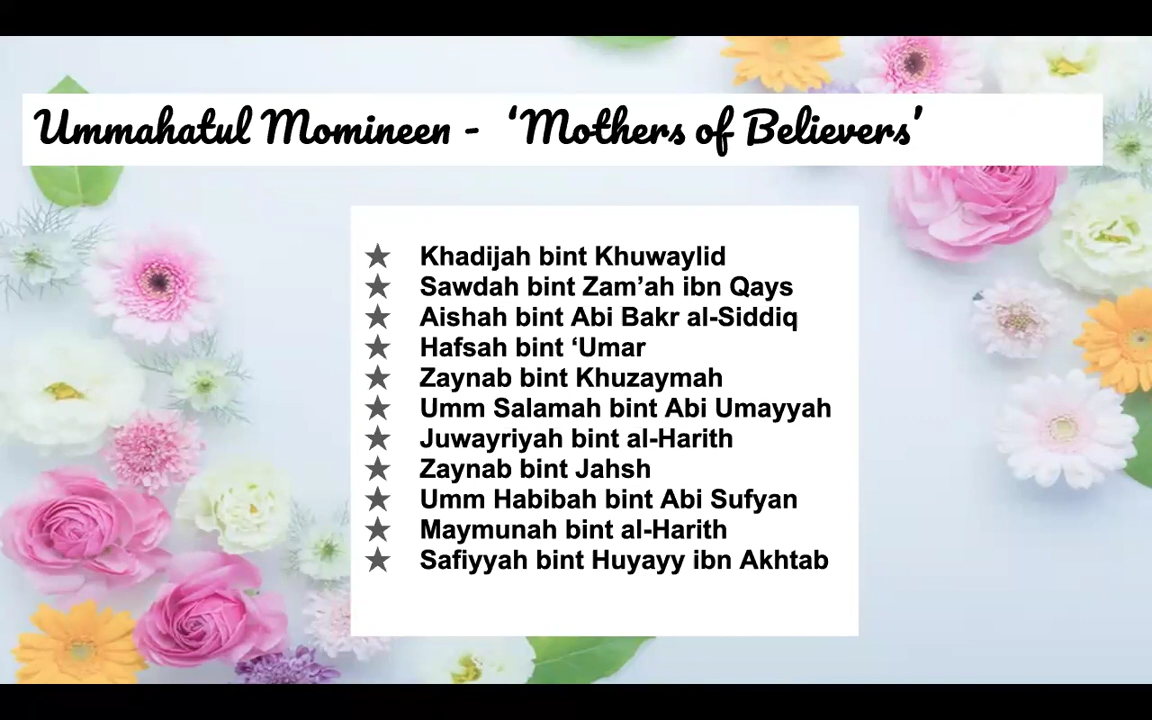 Ummahatul Momineen - ‘Mothers of Believers’
★ Khadijah bint Khuwaylid
★ Sawdah bint Zam’ah ibn Qays
★ Aishah bint Abi Bakr al-Siddiq
★ Hafsah bint ‘Umar
★ Zaynab bint Khuzaymah
★ Umm Salamah bint Abi Umayyah
★ Juwayriyah bint al-Harith
★ Zaynab bint Jahsh
★ Umm Habibah bint Abi Sufyan
★ Maymunah bint al-Harith
★ Safiyyah bint Huyayy ibn Akhtab